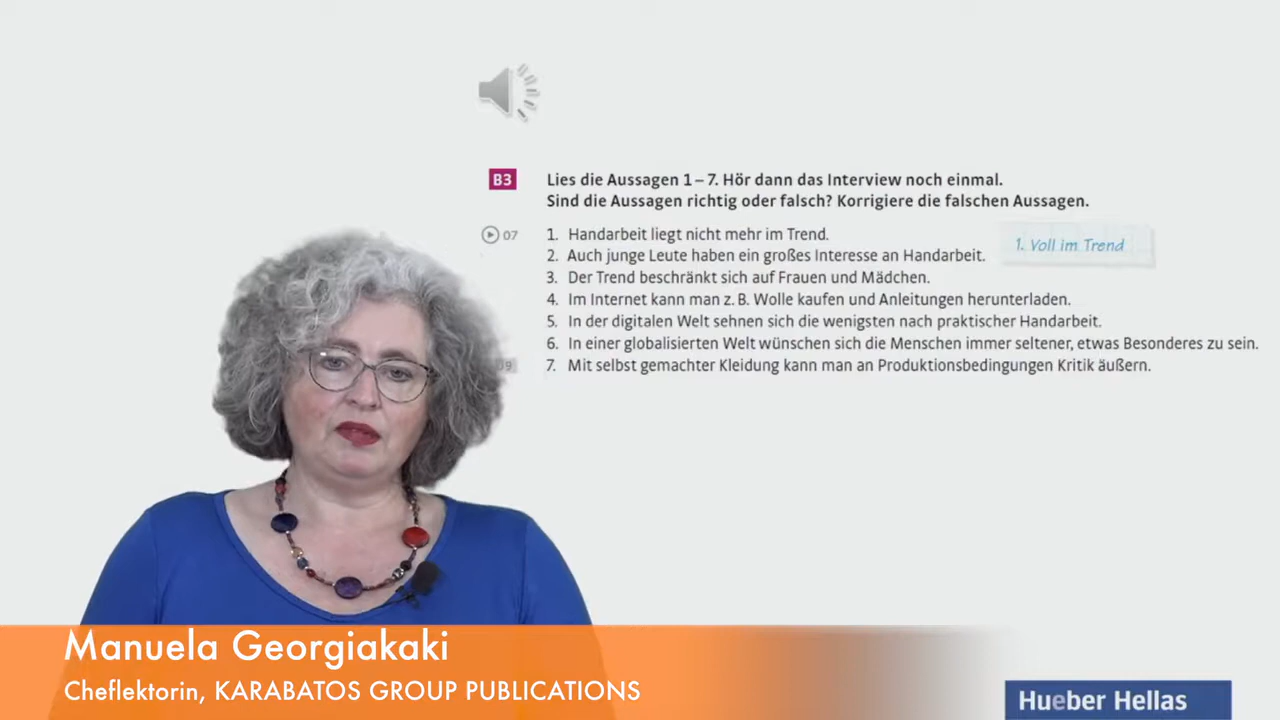 B3 Lies die Aussagen 1 – 7. Hör dann das Interview noch einmal.
Sind die Aussagen richtig oder falsch? Korrigiere die falschen Aussagen.
07
1. Handarbeit liegt nicht mehr im Trend.
1. Voll im Trend
2. Auch junge Leute haben ein großes Interesse an Handarbeit.
3. Der Trend beschränkt sich auf Frauen und Mädchen.
4. Im Internet kann man z. B. Wolle kaufen und Anleitungen herunterladen.
5. In der digitalen Welt sehnen sich die wenigsten nach praktischer Handarbeit.
6. In einer globalisierten Welt wünschen sich die Menschen immer seltener, etwas Besonderes zu sein.
7. Mit selbst gemachter Kleidung kann man an Produktionsbedingungen Kritik äußern.
Manuela Georgiakaki
Cheflektorin, KARABATOS GROUP PUBLICATIONS
Hueber Hellas